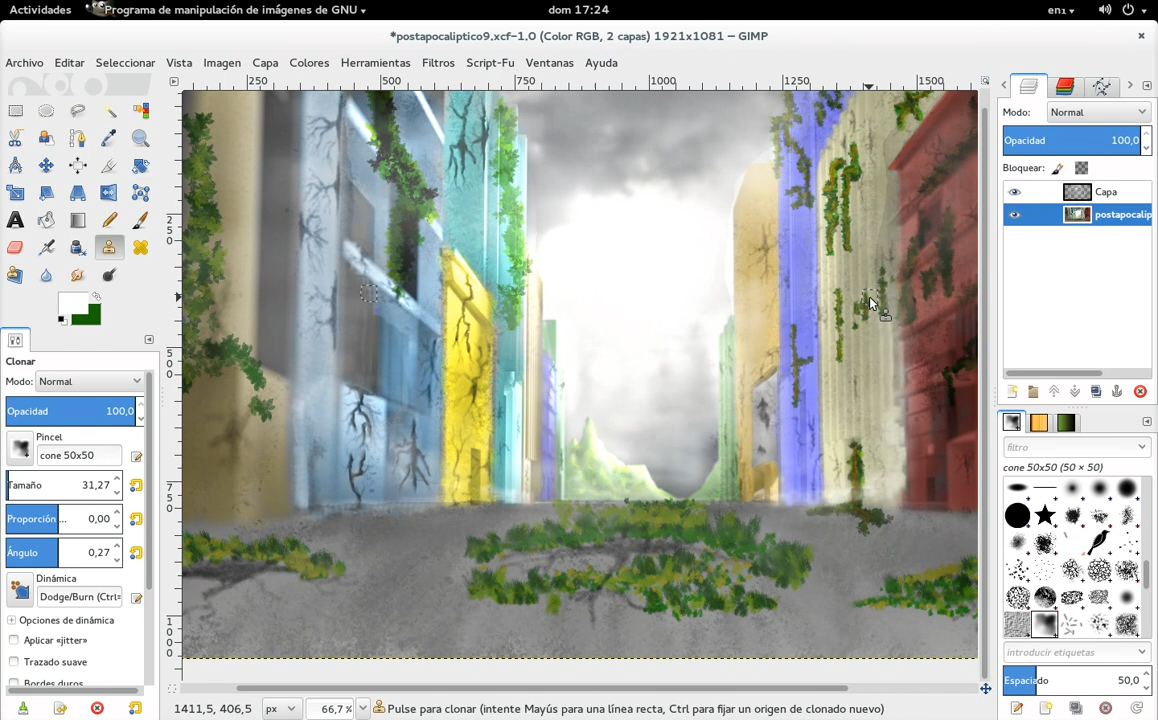 Actividades Programa de manipulación de imágenes de GNU dom 17:24 en1
*postapocaliptico9.xcf-1.0 (Color RGB, 2 capas) 1921x1081 – GIMP
Archivo Editar Seleccionar Vista Imagen Capa Colores Herramientas Filtros Script-Fu Ventanas Ayuda
250 500 750 1000 1250 1500
250
500
750
1000
Clonar
Modo: Normal
Opacidad 100,0
Pincel
cone 50x50
Tamaño 31,27
Proporción ... 0,00
Ángulo 0,27
Dinámica
Dodge/Burn (Ctrl=
Opciones de dinámica
Aplicar «jitter»
Trazado suave
Bordes duros
1411,5, 406,5 px 66,7 % Pulse para clonar (intente Mayús para una línea recta, Ctrl para fijar un origen de clonado nuevo)
Modo: Normal
Opacidad 100,0
Bloquear:
Capa
postapocalip
filtro
cone 50x50 (50 × 50)
introducir etiquetas
Espaciado 50,0